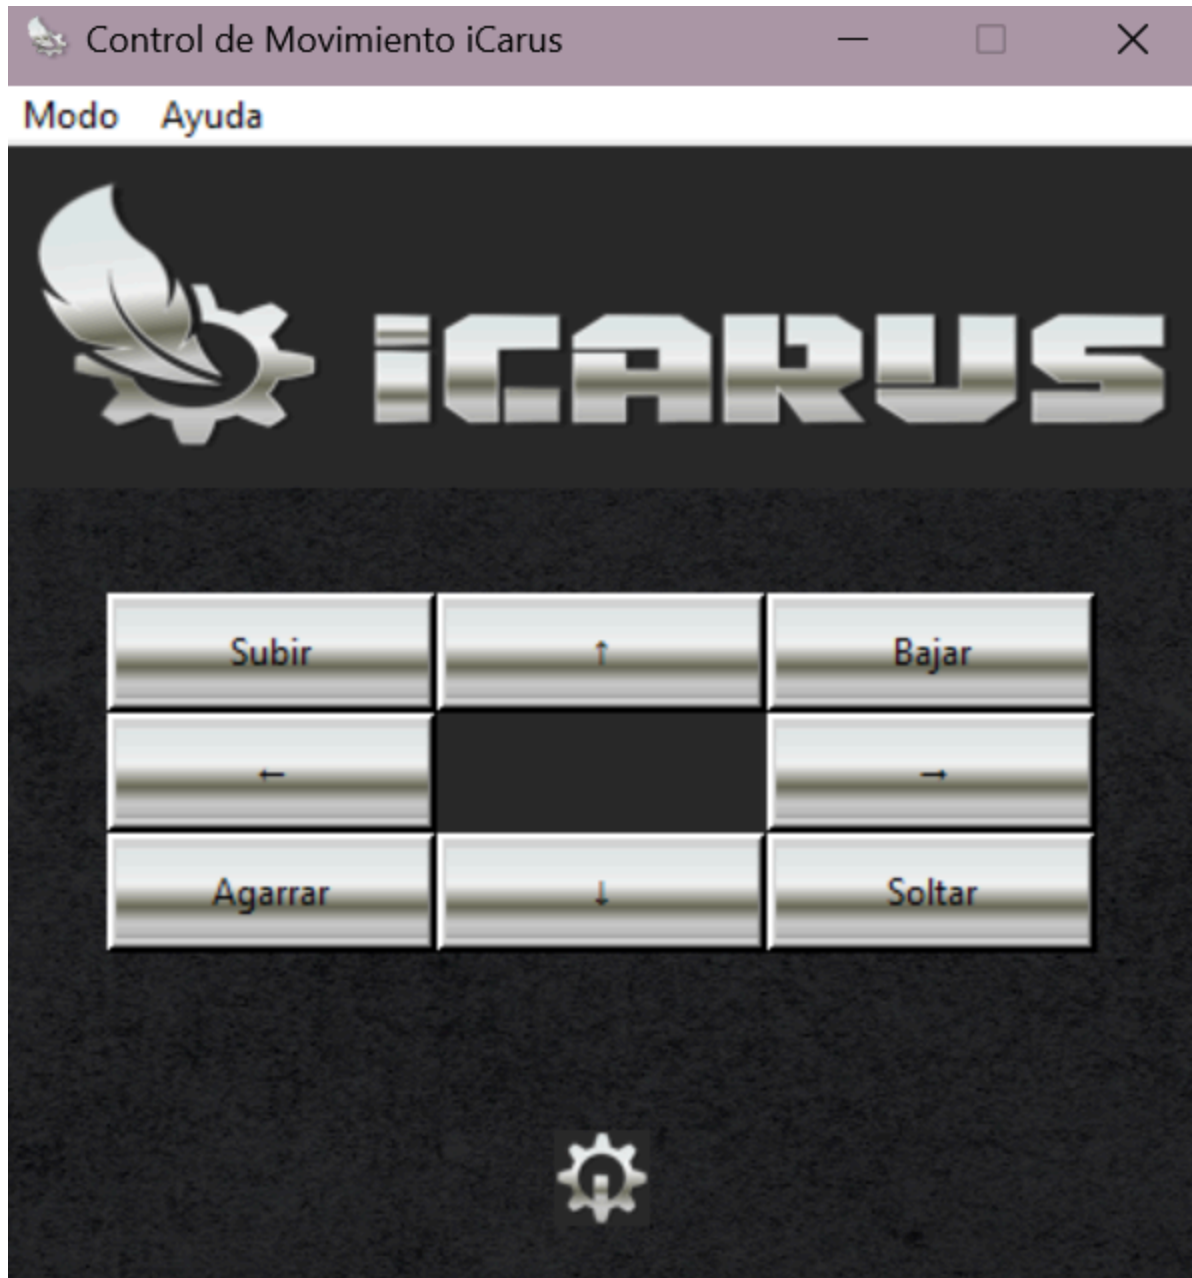 Control de Movimiento iCarus
Modo Ayuda
iCARUS
Subir ↑ Bajar
← →
Agarrar ↓ Soltar